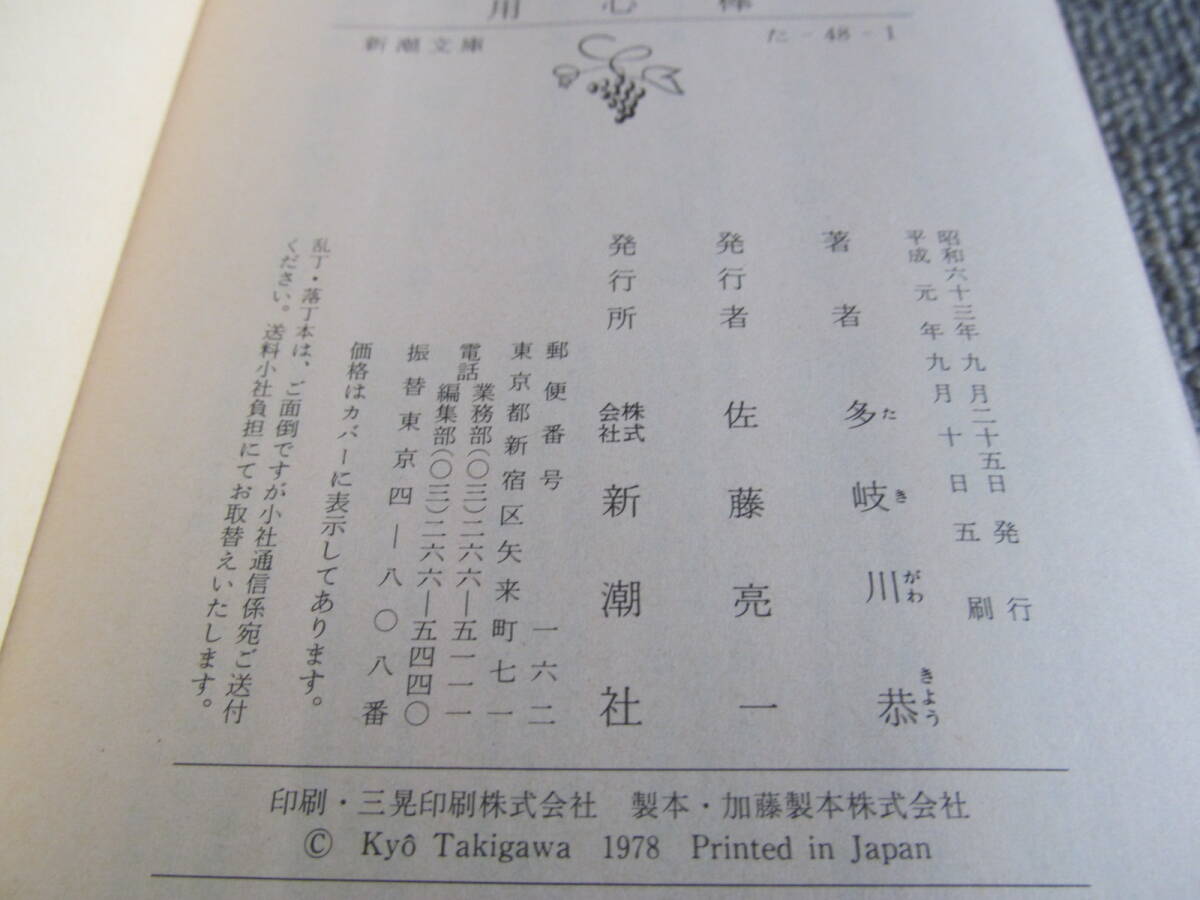 用心棒
新潮文庫
た-48-1
昭和六十三年九月二十五日発行
平成元年九月十日五刷
著者 多岐川恭
たきがわきよう
発行者 佐藤亮一
発行所 株式会社 新潮社
郵便番号 一六二
東京都新宿区矢来町七一
電話 業務部(〇三)二六六―五一一一
編集部(〇三)二六六―五四四〇
振替東京四―八〇八番
価格はカバーに表示してあります。
乱丁・落丁本は、ご面倒ですが小社通信係宛ご送付
ください。送料小社負担にてお取替えいたします。
印刷・三晃印刷株式会社 製本・加藤製本株式会社
© Kyô Takigawa 1978 Printed in Japan